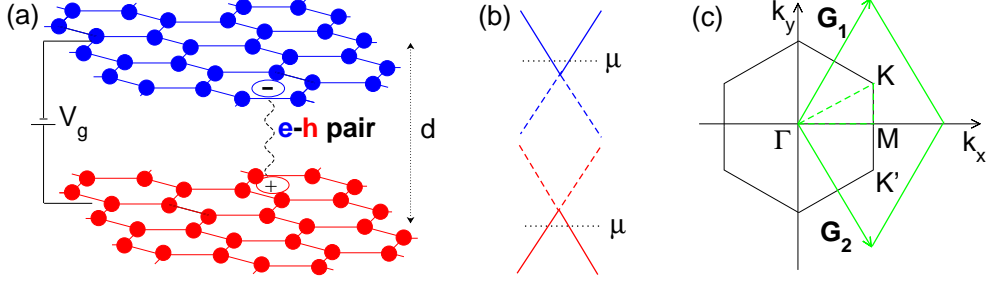 (a)
V_g
-
e-h pair
+
d
(b)
μ
μ
(c)
k_y
G_1
K
Γ
M
k_x
K'
G_2